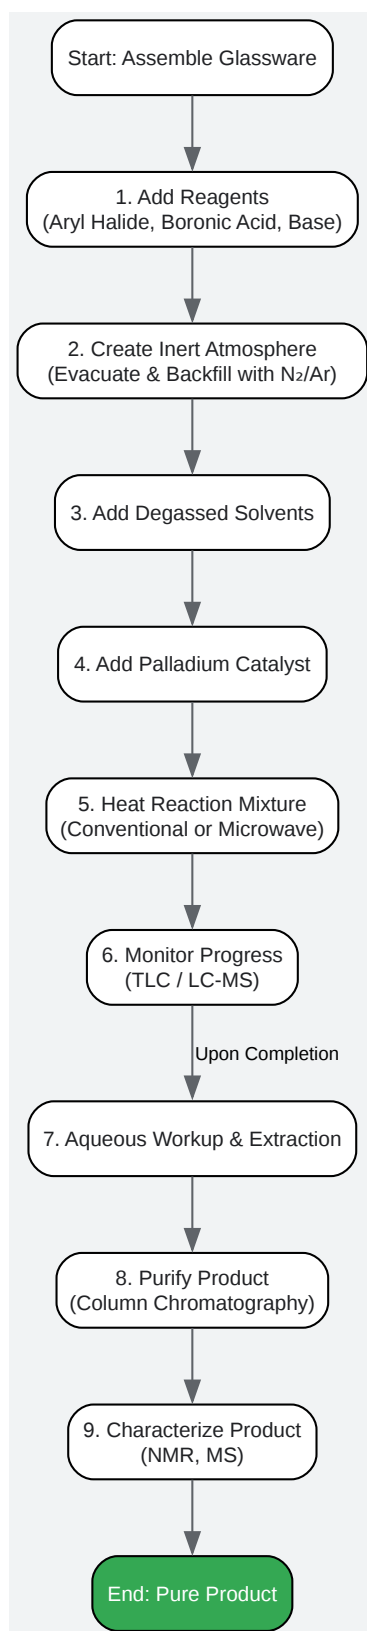 Start: Assemble Glassware
1. Add Reagents
(Aryl Halide, Boronic Acid, Base)
2. Create Inert Atmosphere
(Evacuate & Backfill with N₂/Ar)
3. Add Degassed Solvents
4. Add Palladium Catalyst
5. Heat Reaction Mixture
(Conventional or Microwave)
6. Monitor Progress
(TLC / LC-MS)
Upon Completion
7. Aqueous Workup & Extraction
8. Purify Product
(Column Chromatography)
9. Characterize Product
(NMR, MS)
End: Pure Product